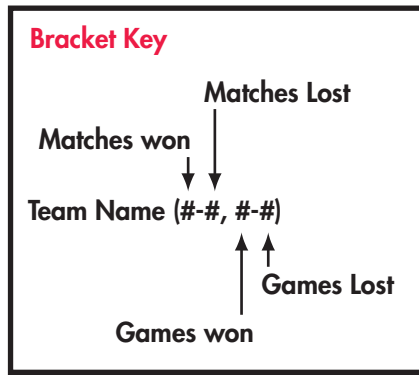 Bracket Key
Matches Lost
Matches won
Team Name (#-#, #-#)
Games Lost
Games won